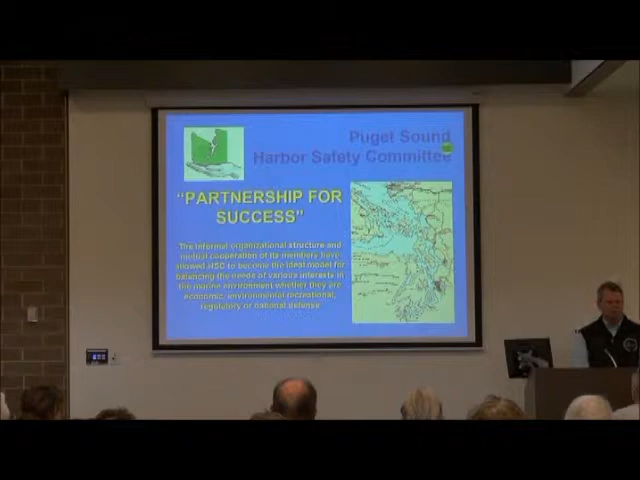 Puget Sound
Harbor Safety Committee
"PARTNERSHIP FOR
SUCCESS"
The informal organizational structure and
mutual cooperation of its members have
allowed HSC to become the ideal model for
balancing the needs of various interests in
the marine environment whether they are
economic, environmental, recreational,
regulatory or national defense